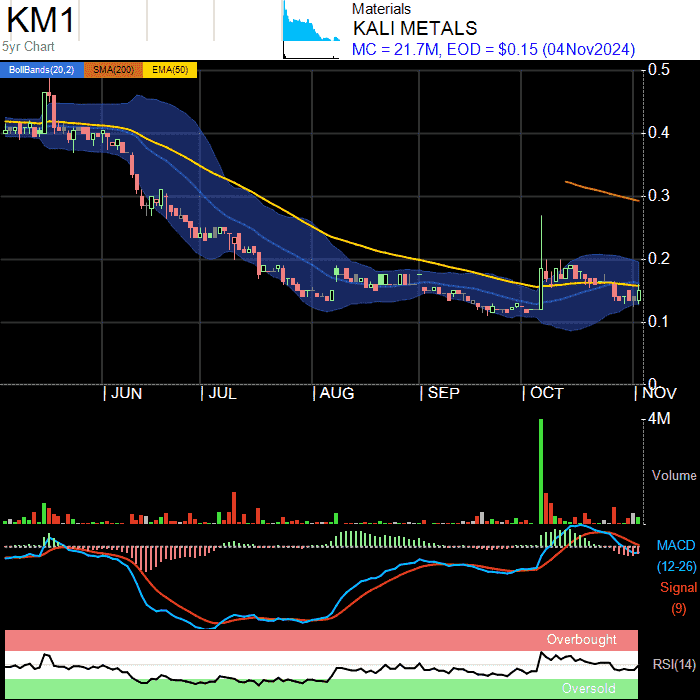 KM1
5yr Chart
Materials
KALI METALS
MC = 21.7M, EOD = $0.15 (04Nov2024)
BollBands(20,2) SMA(200) EMA(50)
0.5
0.4
0.3
0.2
0.1
0
JUN JUL AUG SEP OCT NOV
4M
Volume
MACD
(12-26)
Signal
(9)
Overbought
RSI(14)
Oversold